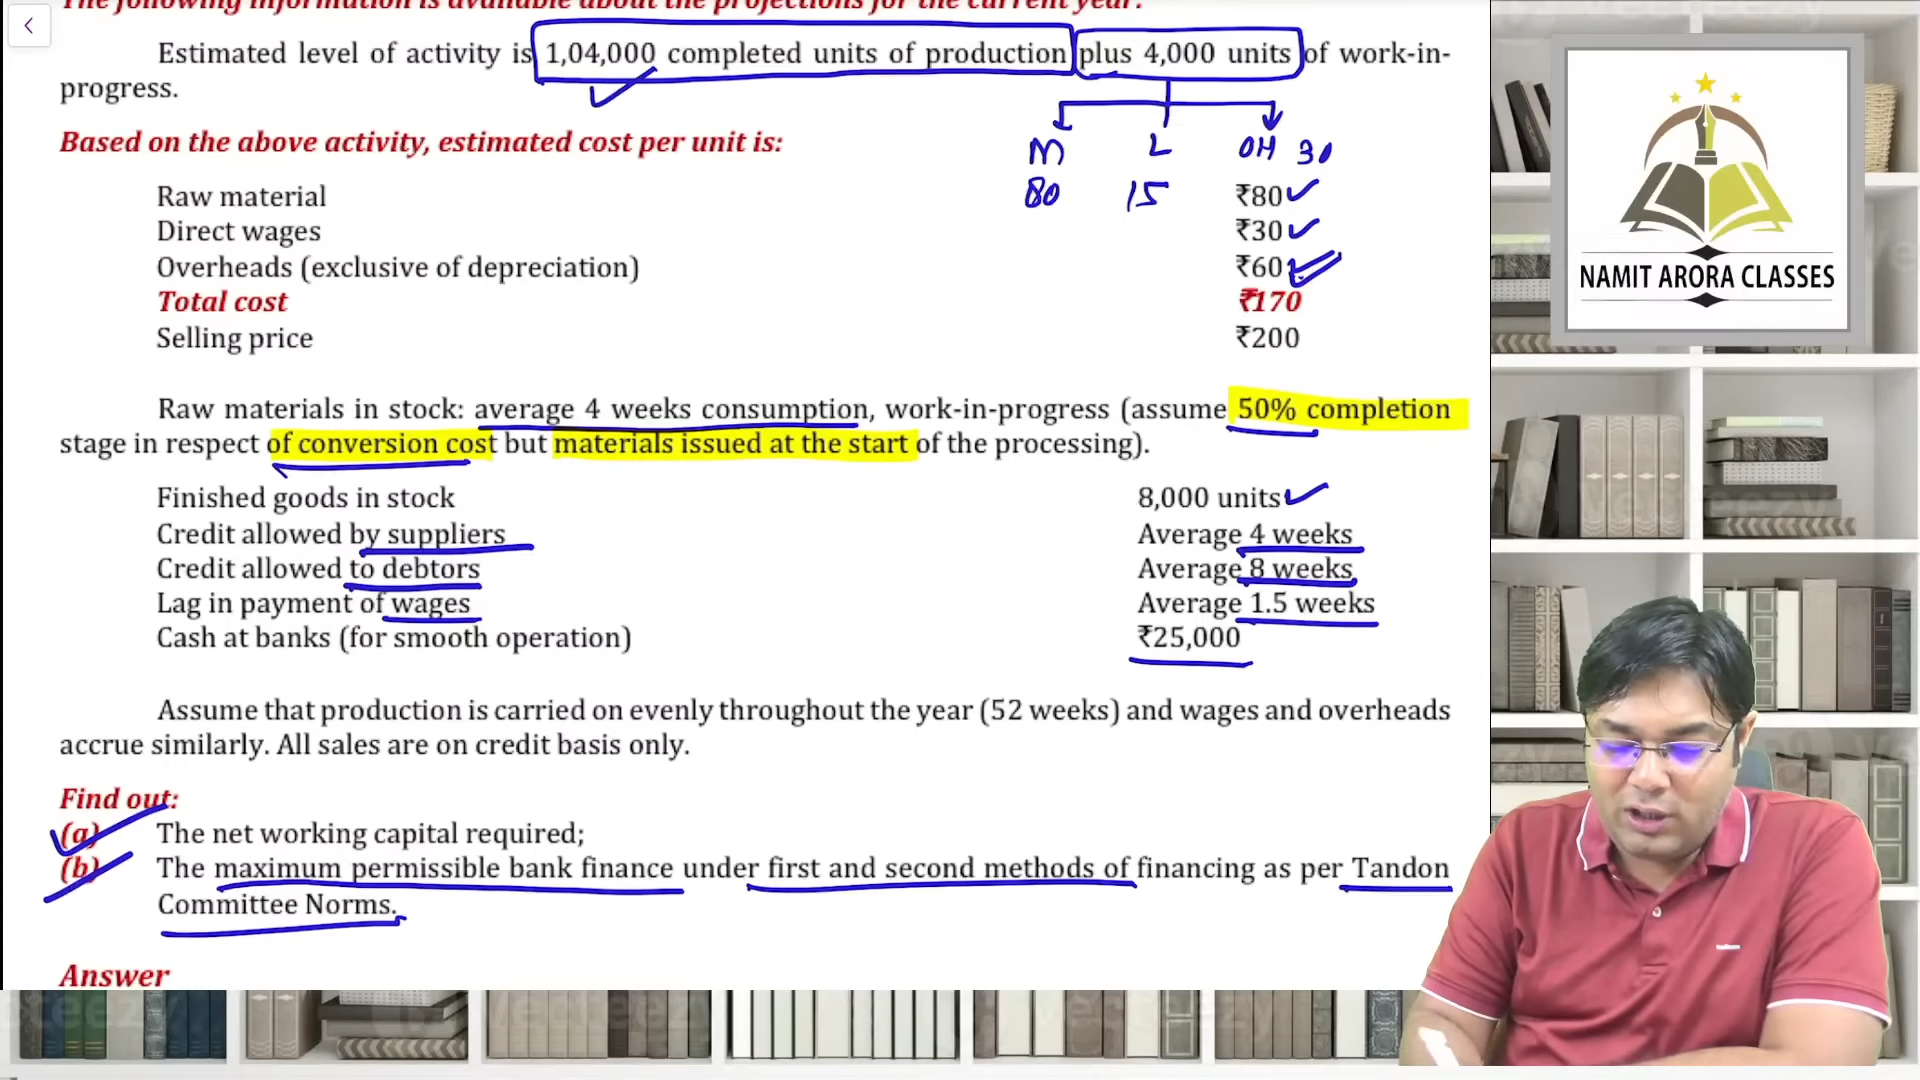 The following information is available about the projections for the current year:
Estimated level of activity is 1,04,000 completed units of production plus 4,000 units of work-in-
progress.
Based on the above activity, estimated cost per unit is:
M L OH 30
80 15
Raw material ₹80
Direct wages ₹30
Overheads (exclusive of depreciation) ₹60
Total cost ₹170
Selling price ₹200
Raw materials in stock: average 4 weeks consumption, work-in-progress (assume 50% completion
stage in respect of conversion cost but materials issued at the start of the processing).
Finished goods in stock 8,000 units
Credit allowed by suppliers Average 4 weeks
Credit allowed to debtors Average 8 weeks
Lag in payment of wages Average 1.5 weeks
Cash at banks (for smooth operation) ₹25,000
Assume that production is carried on evenly throughout the year (52 weeks) and wages and overheads
accrue similarly. All sales are on credit basis only.
Find out:
(a) The net working capital required;
(b) The maximum permissible bank finance under first and second methods of financing as per Tandon
Committee Norms.
Answer
NAMIT ARORA CLASSES